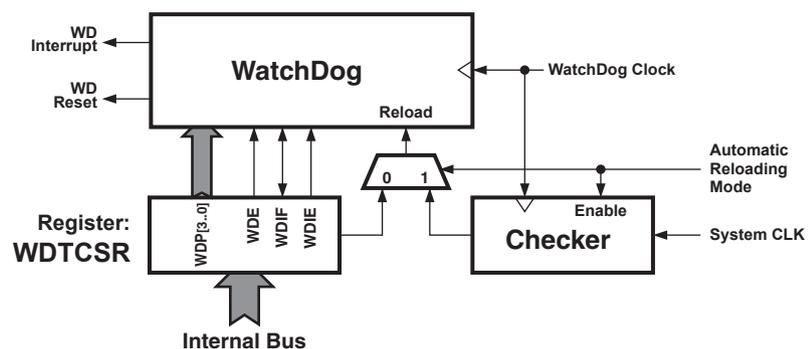 WD
Interrupt
WatchDog
WatchDog Clock
WD
Reset
Reload
Automatic
Reloading
Mode
0 1
Register:
WDTCSR
WDP[3..0]
WDE
WDIF
WDIE
Enable
Checker
System CLK
Internal Bus